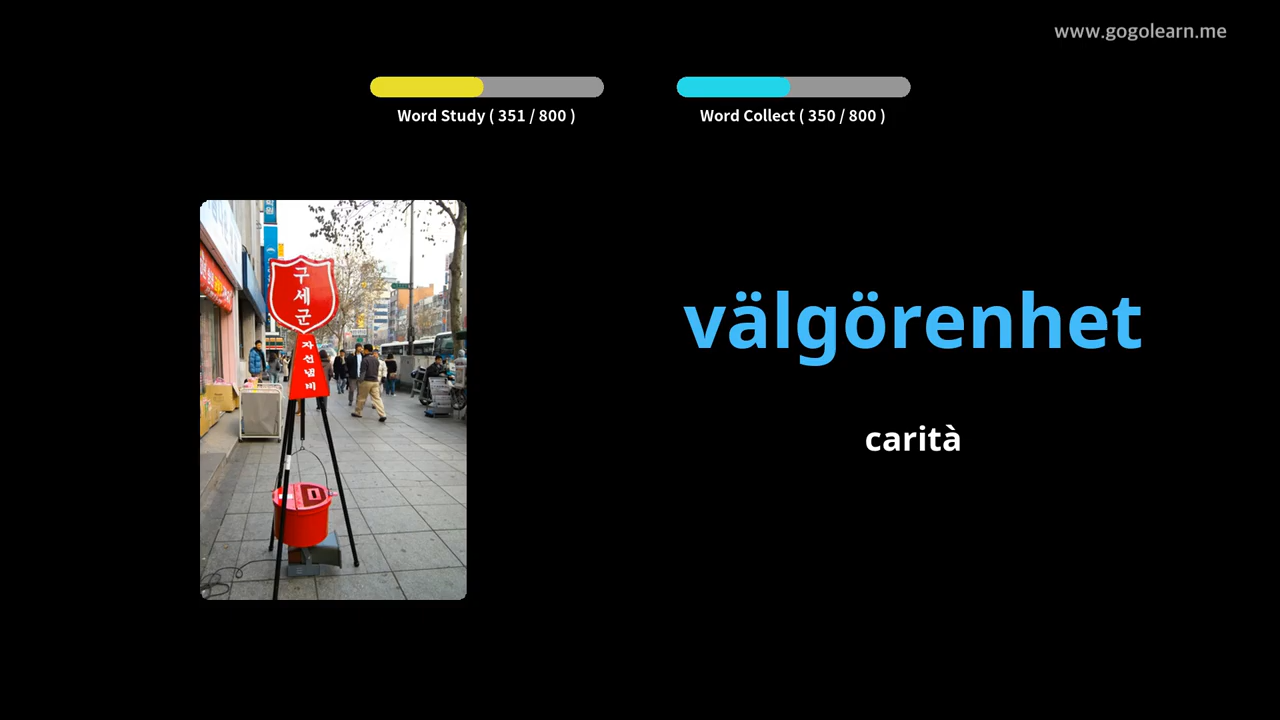 www.gogolearn.me
Word Study ( 351 / 800 )
Word Collect ( 350 / 800 )
구세군
자선냄비
välgörenhet
carità